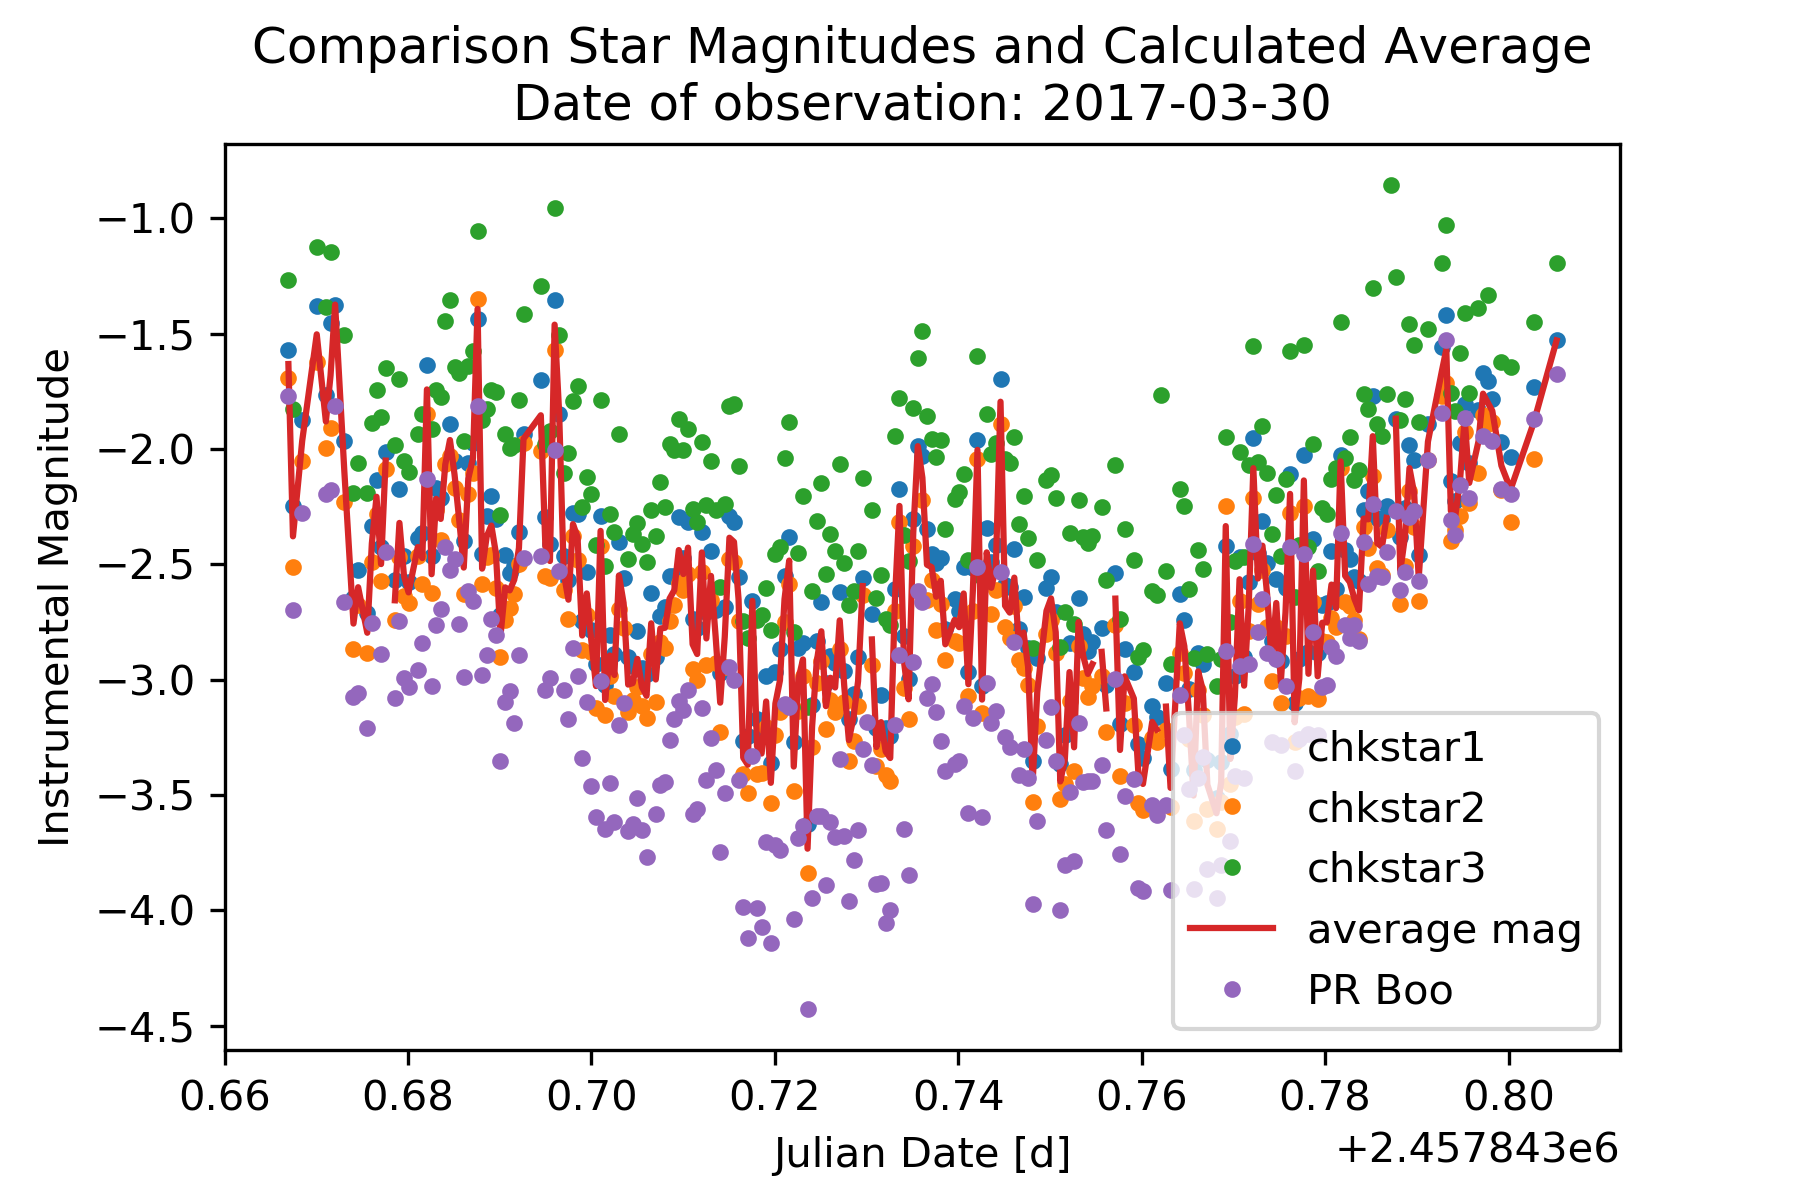 Comparison Star Magnitudes and Calculated Average
Date of observation: 2017-03-30
Instrumental Magnitude
−1.0
−1.5
−2.0
−2.5
−3.0
−3.5
−4.0
−4.5
chkstar1
chkstar2
chkstar3
average mag
PR Boo
0.66 0.68 0.70 0.72 0.74 0.76 0.78 0.80
Julian Date [d]
+2.457843e6